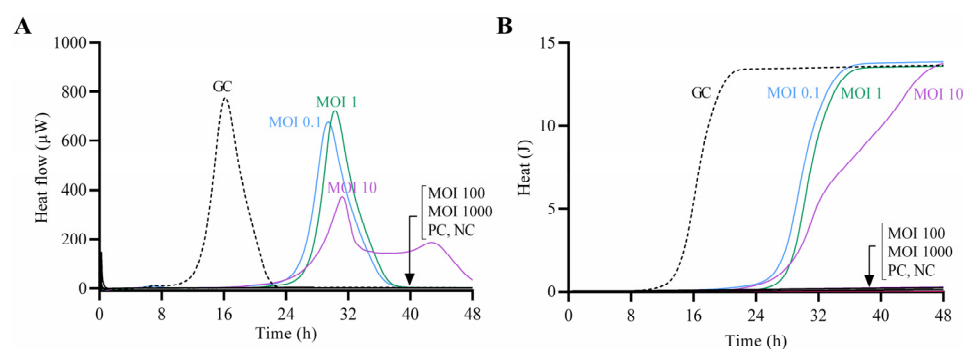 A
Heat flow (µW)
1000
800
600
400
200
0
GC
MOI 1
MOI 0.1
MOI 10
MOI 100
MOI 1000
PC, NC
0 8 16 24 32 40 48
Time (h)
B
Heat (J)
15
10
5
0
GC
MOI 0.1
MOI 1
MOI 10
MOI 100
MOI 1000
PC, NC
0 8 16 24 32 40 48
Time (h)